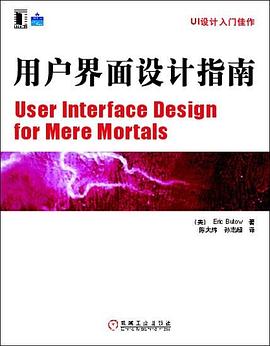 UI设计入门佳作
用户界面设计指南
User Interface Design
for Mere Mortals
（美） Eric Butow 著
陈大炜 孙志超 译
机械工业出版社